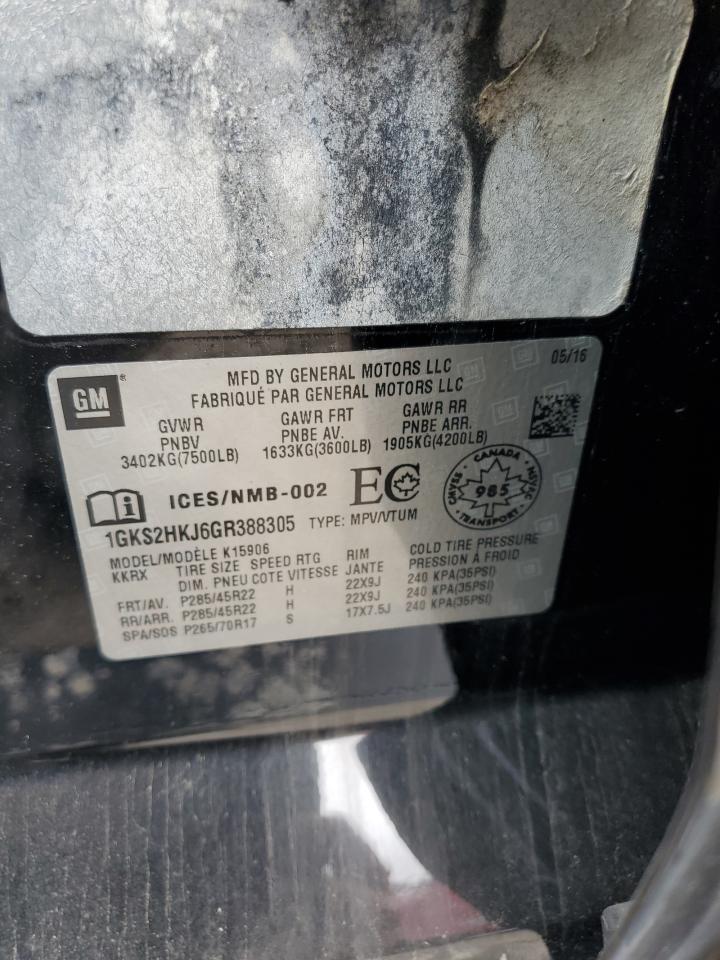 GM
MFD BY GENERAL MOTORS LLC
FABRIQUÉ PAR GENERAL MOTORS LLC
05/16
GVWR GAWR FRT GAWR RR
PNBV PNBE AV. PNBE ARR.
3402KG(7500LB) 1633KG(3600LB) 1905KG(4200LB)
ICES/NMB-002 EC
CANADA
CMVSS 985 NSVAC
TRANSPORT
1GKS2HKJ6GR388305 TYPE: MPV/VTUM
MODEL/MODÈLE K15906
KKRX TIRE SIZE SPEED RTG RIM COLD TIRE PRESSURE
DIM. PNEU COTE VITESSE JANTE PRESSION À FROID
FRT/AV. P285/45R22 H 22X9J 240 KPA(35PSI)
RR/ARR. P285/45R22 H 22X9J 240 KPA(35PSI)
SPA/SOS P265/70R17 S 17X7.5J 240 KPA(35PSI)